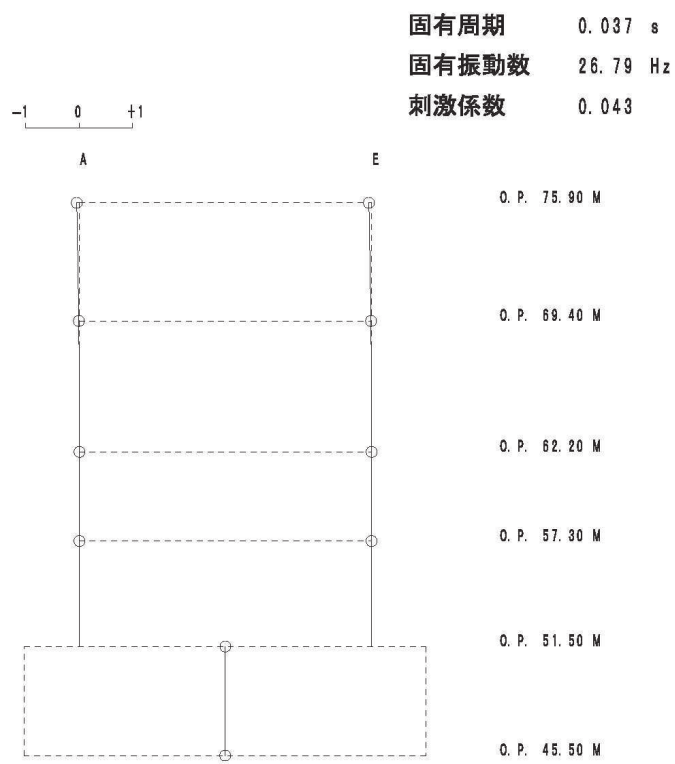 固有周期 0.037 s
固有振動数 26.79 Hz
刺激係数 0.043
-1 0 +1
A E
O.P. 75.90 M
O.P. 69.40 M
O.P. 62.20 M
O.P. 57.30 M
O.P. 51.50 M
O.P. 45.50 M